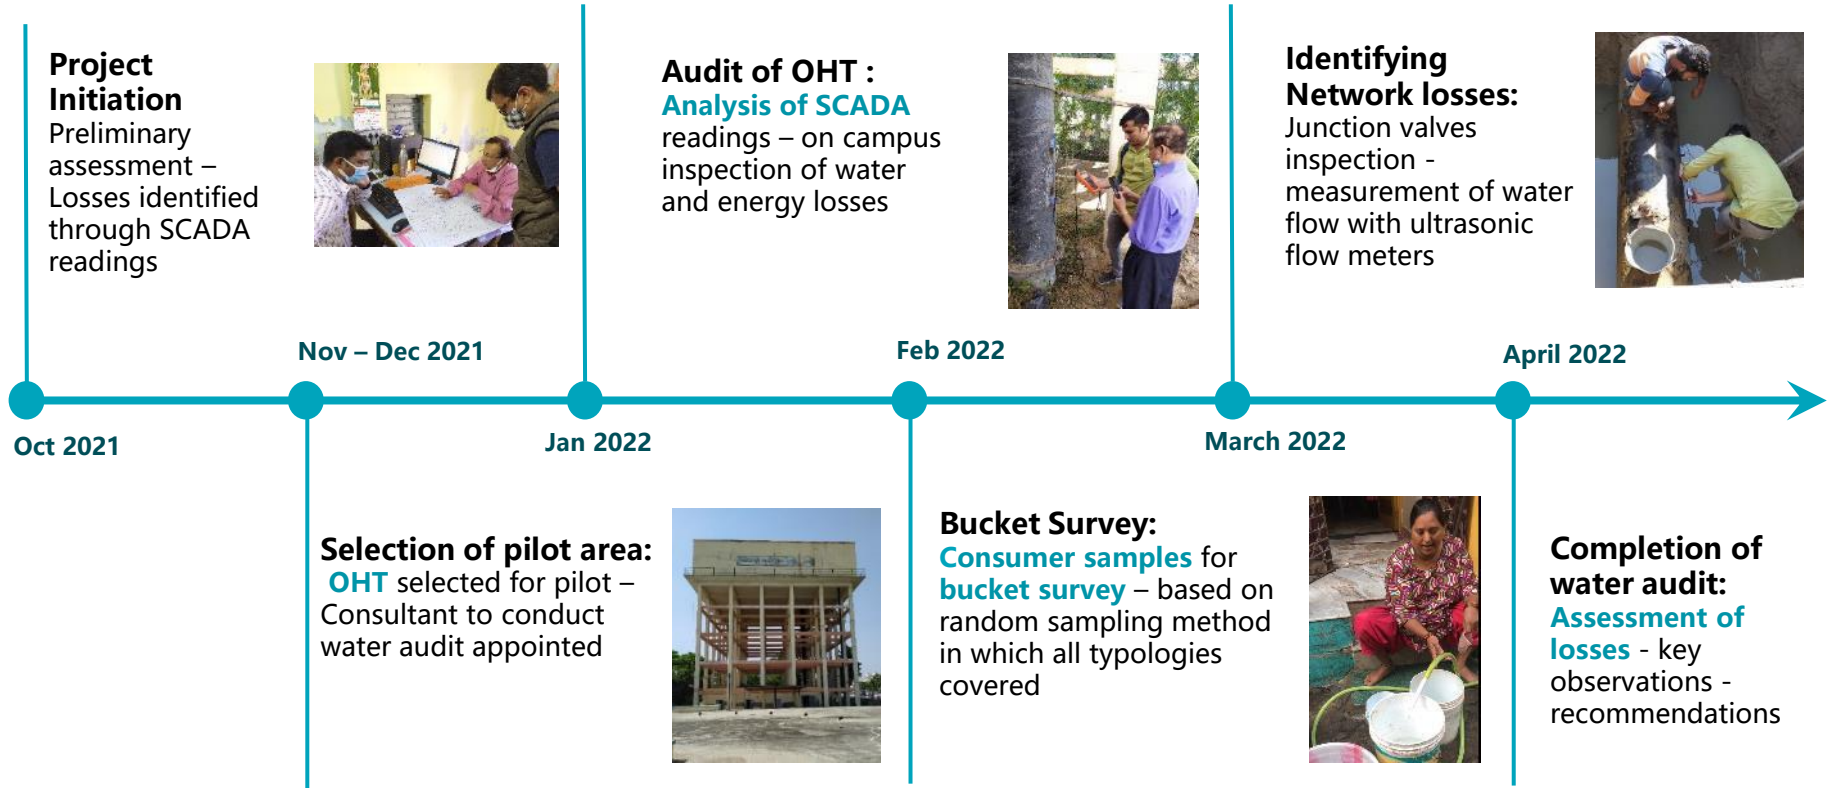 Project
Initiation
Preliminary
assessment –
Losses identified
through SCADA
readings
Audit of OHT :
Analysis of SCADA
readings – on campus
inspection of water
and energy losses
Identifying
Network losses:
Junction valves
inspection -
measurement of water
flow with ultrasonic
flow meters
Nov – Dec 2021
Feb 2022
April 2022
Oct 2021
Jan 2022
March 2022
Selection of pilot area:
OHT selected for pilot –
Consultant to conduct
water audit appointed
Bucket Survey:
Consumer samples for
bucket survey – based on
random sampling method
in which all typologies
covered
Completion of
water audit:
Assessment of
losses - key
observations -
recommendations